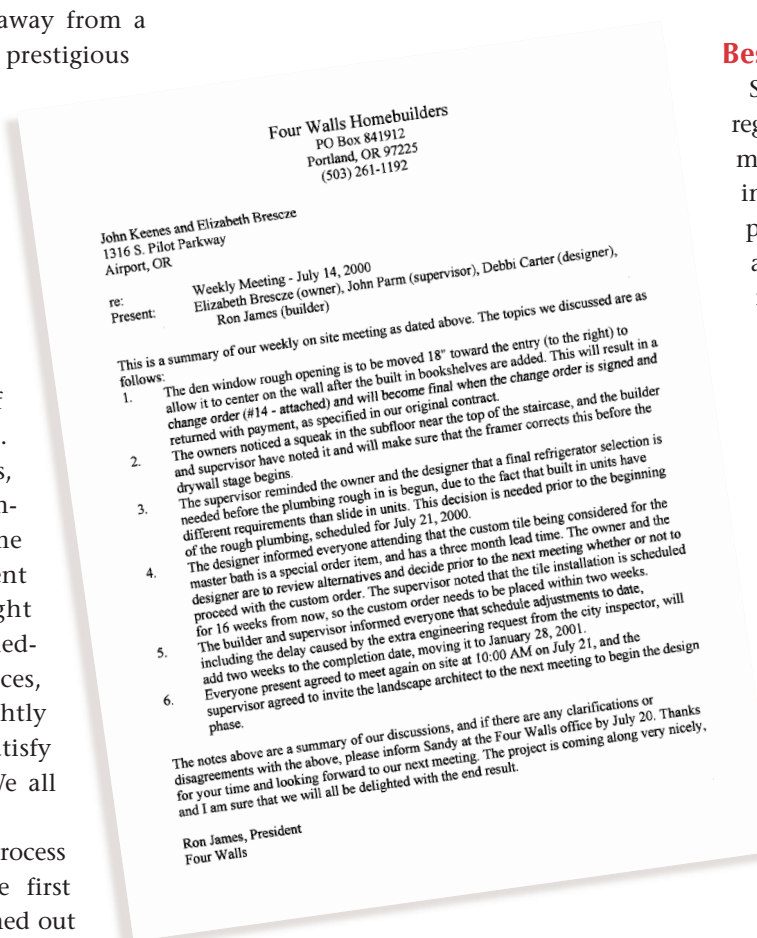 away from a
prestigious
Four Walls Homebuilders
PO Box 841912
Portland, OR 97225
(503) 261-1192
John Keenes and Elizabeth Brescze
1316 S. Pilot Parkway
Airport, OR
re: Weekly Meeting - July 14, 2000
Present: Elizabeth Brescze (owner), John Parm (supervisor), Debbi Carter (designer),
Ron James (builder)
This is a summary of our weekly on site meeting as dated above. The topics we discussed are as
follows:
1. The den window rough opening is to be moved 18" toward the entry (to the right) to
allow it to center on the wall after the built in bookshelves are added. This will result in a
change order (#14 - attached) and will become final when the change order is signed and
returned with payment, as specified in our original contract.
2. The owners noticed a squeak in the subfloor near the top of the staircase, and the builder
and supervisor have noted it and will make sure that the framer corrects this before the
drywall stage begins.
3. The supervisor reminded the owner and the designer that a final refrigerator selection is
needed before the plumbing rough in is begun, due to the fact that built in units have
different requirements than slide in units. This decision is needed prior to the beginning
of the rough plumbing, scheduled for July 21, 2000.
4. The designer informed everyone attending that the custom tile being considered for the
master bath is a special order item, and has a three month lead time. The owner and the
designer are to review alternatives and decide prior to the next meeting whether or not to
proceed with the custom order. The supervisor noted that the tile installation is scheduled
for 16 weeks from now, so the custom order needs to be placed within two weeks.
5. The builder and supervisor informed everyone that schedule adjustments to date,
including the delay caused by the extra engineering request from the city inspector, will
add two weeks to the completion date, moving it to January 28, 2001.
6. Everyone present agreed to meet again on site at 10:00 AM on July 21, and the
supervisor agreed to invite the landscape architect to the next meeting to begin the design
phase.
The notes above are a summary of our discussions, and if there are any clarifications or
disagreements with the above, please inform Sandy at the Four Walls office by July 20. Thanks
for your time and looking forward to our next meeting. The project is coming along very nicely,
and I am sure that we will all be delighted with the end result.
Ron James, President
Four Walls